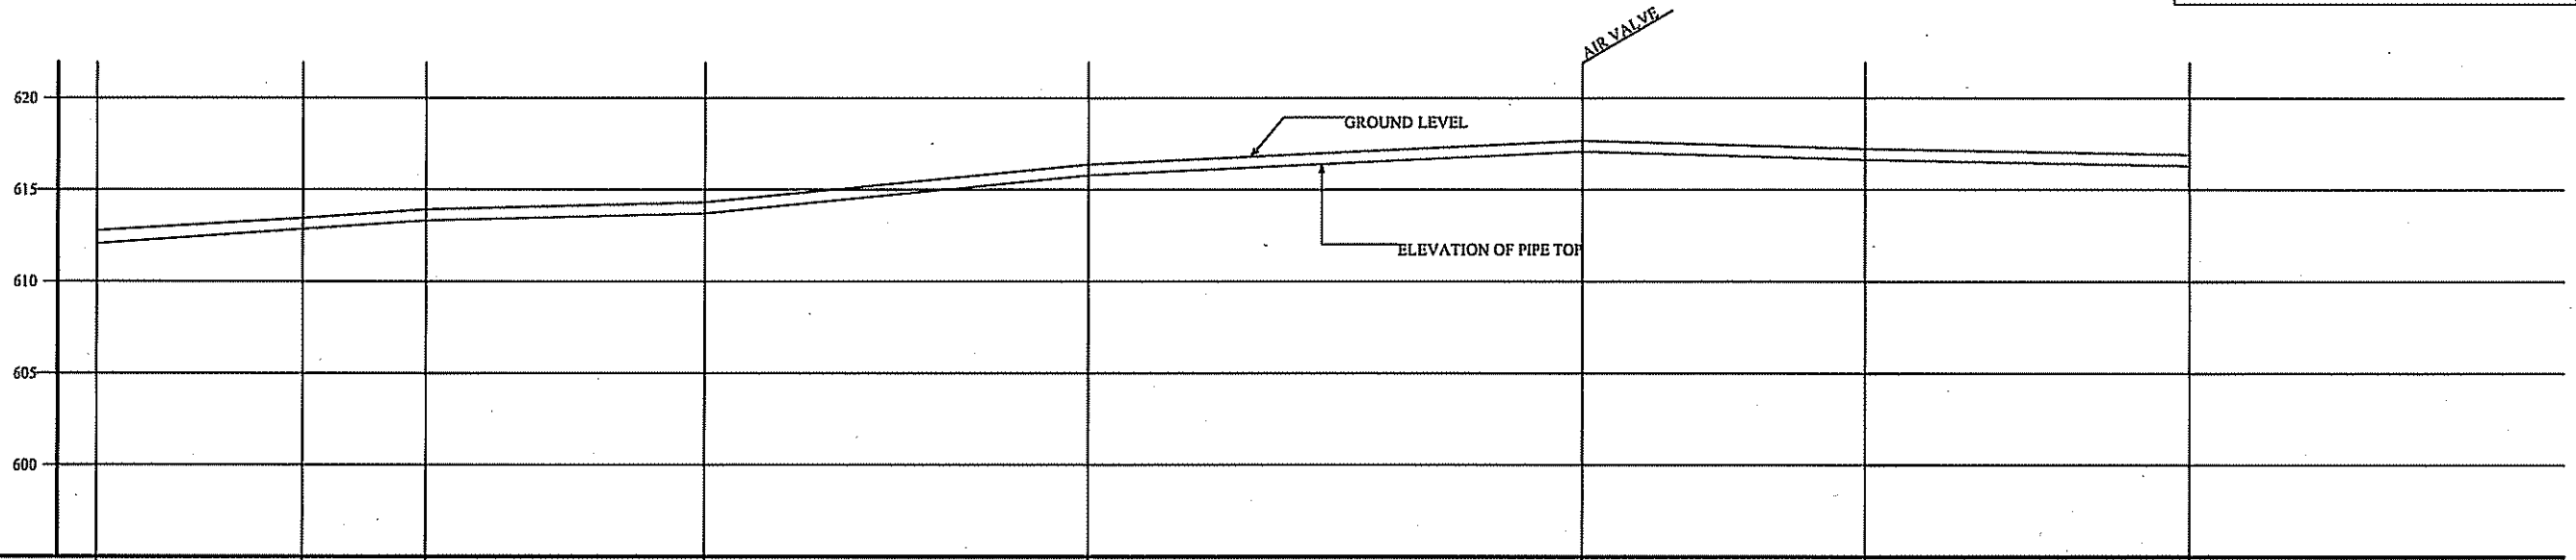 AIR VALVE
620
GROUND LEVEL
615
ELEVATION OF PIPE TOP
610
605
600